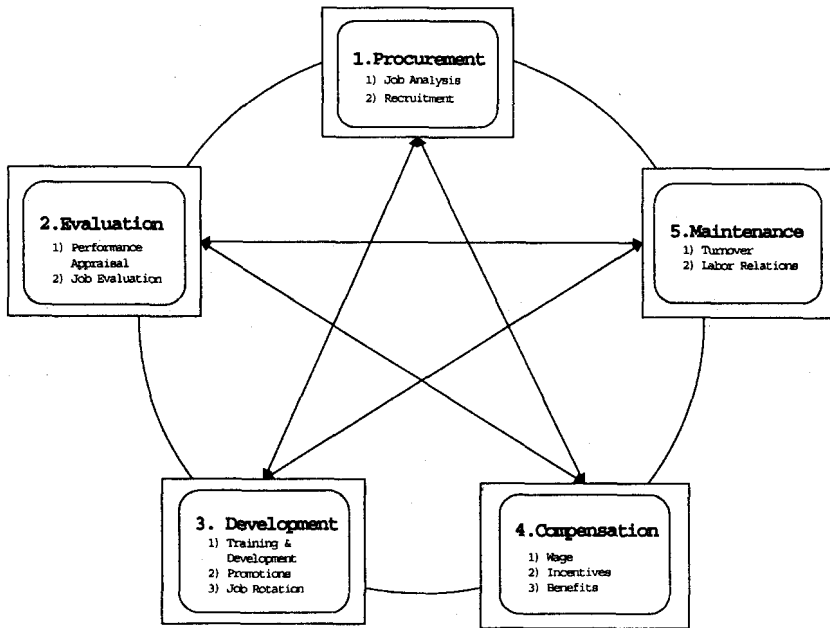 1.Procurement
1) Job Analysis
2) Recruitment
2.Evaluation
1) Performance
Appraisal
2) Job Evaluation
5.Maintenance
1) Turnover
2) Labor Relations
3. Development
1) Training &
Development
2) Promotions
3) Job Rotation
4.Compensation
1) Wage
2) Incentives
3) Benefits